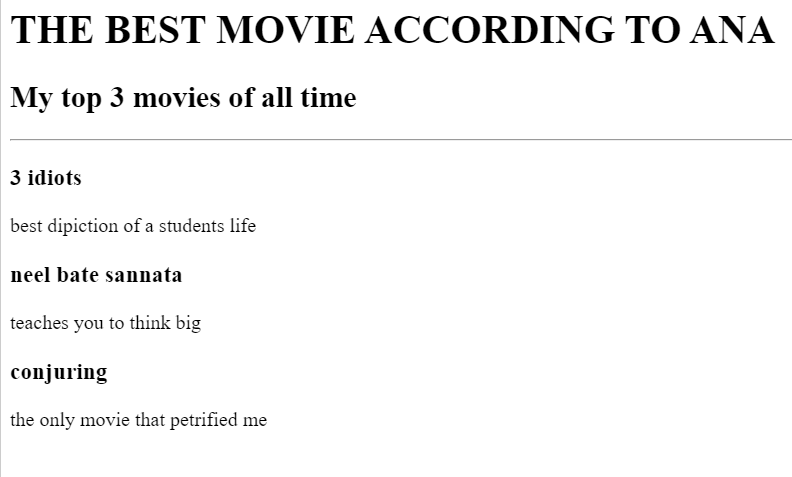 THE BEST MOVIE ACCORDING TO ANA
My top 3 movies of all time
3 idiots
best dipiction of a students life
neel bate sannata
teaches you to think big
conjuring
the only movie that petrified me